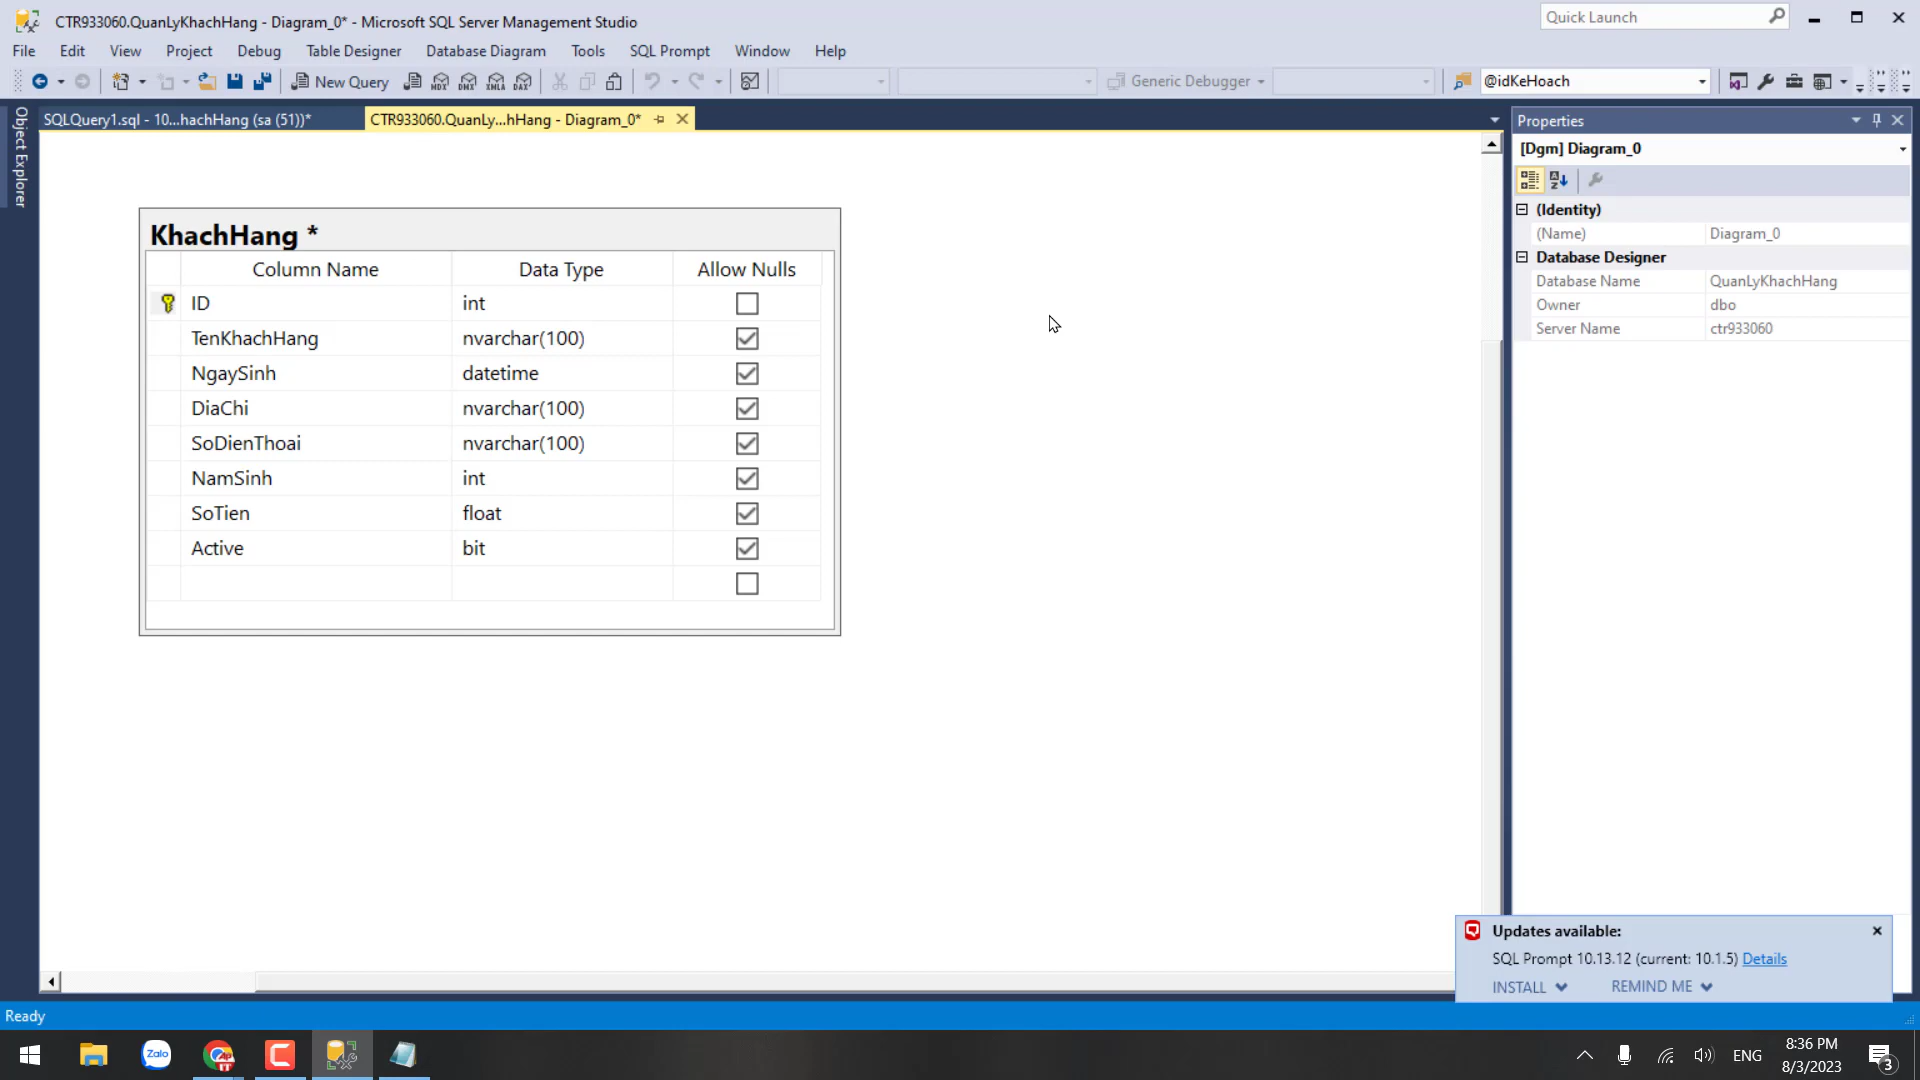 CTR933060.QuanLyKhachHang - Diagram_0* - Microsoft SQL Server Management Studio
Quick Launch
File Edit View Project Debug Table Designer Database Diagram Tools SQL Prompt Window Help
New Query MDX DMX XMLA DAX Generic Debugger @idKeHoach
Object Explorer
SQLQuery1.sql - 10...hachHang (sa (51))* CTR933060.QuanLy...hHang - Diagram_0*
KhachHang *
Column Name Data Type Allow Nulls
ID int
TenKhachHang nvarchar(100)
NgaySinh datetime
DiaChi nvarchar(100)
SoDienThoai nvarchar(100)
NamSinh int
SoTien float
Active bit
Properties
[Dgm] Diagram_0
(Identity)
(Name) Diagram_0
Database Designer
Database Name QuanLyKhachHang
Owner dbo
Server Name ctr933060
Updates available:
SQL Prompt 10.13.12 (current: 10.1.5) Details
INSTALL REMIND ME
Ready
Zalo
ENG
8:36 PM
8/3/2023
3